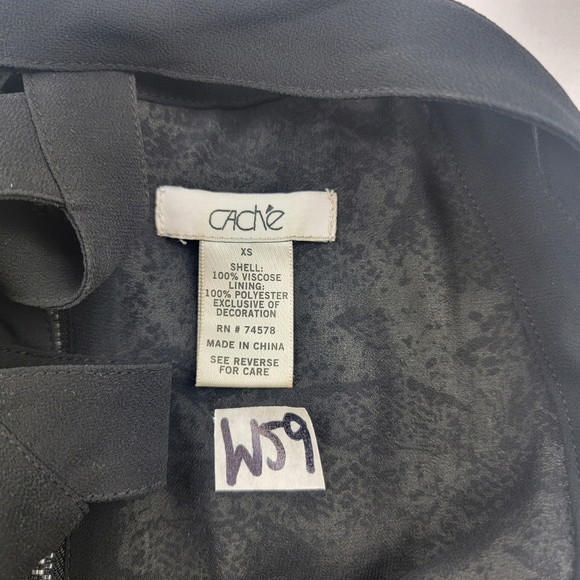 CAChé
XS
SHELL:
100% VISCOSE
LINING:
100% POLYESTER
EXCLUSIVE OF
DECORATION
RN # 74578
MADE IN CHINA
SEE REVERSE
FOR CARE
W59